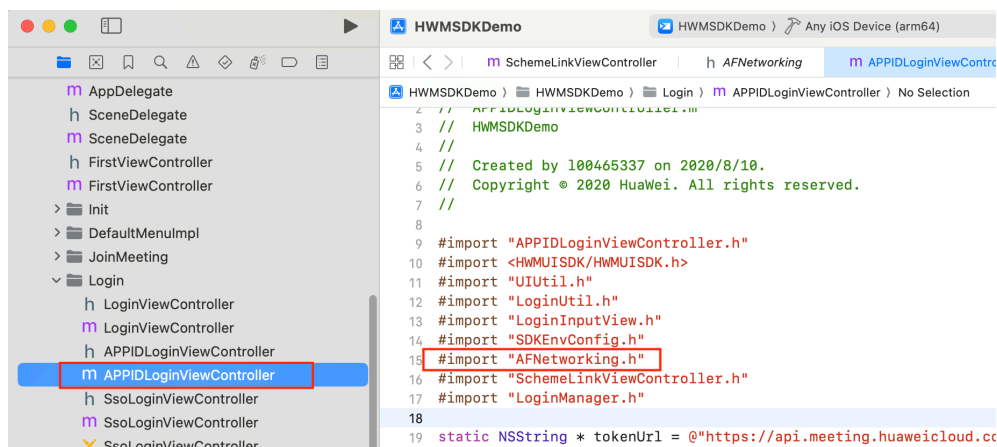 HWMSDKDemo
HWMSDKDemo 〉 Any iOS Device (arm64)
m SchemeLinkViewController
h AFNetworking
m APPIDLoginViewContro
HWMSDKDemo 〉 HWMSDKDemo 〉 Login 〉 m APPIDLoginViewController 〉 No Selection
m AppDelegate
h SceneDelegate
m SceneDelegate
h FirstViewController
m FirstViewController
Init
DefaultMenuImpl
JoinMeeting
Login
h LoginViewController
m LoginViewController
h APPIDLoginViewController
m APPIDLoginViewController
h SsoLoginViewController
m SsoLoginViewController
SsoLoginViewController
2 // APPIDLoginViewController.m
3 // HWMSDKDemo
4 //
5 // Created by l00465337 on 2020/8/10.
6 // Copyright © 2020 HuaWei. All rights reserved.
7 //
8
9 #import "APPIDLoginViewController.h"
10 #import <HWMUISDK/HWMUISDK.h>
11 #import "UIUtil.h"
12 #import "LoginUtil.h"
13 #import "LoginInputView.h"
14 #import "SDKEnvConfig.h"
15 #import "AFNetworking.h"
16 #import "SchemeLinkViewController.h"
17 #import "LoginManager.h"
18
19 static NSString * tokenUrl = @"https://api.meeting.huaweicloud.co